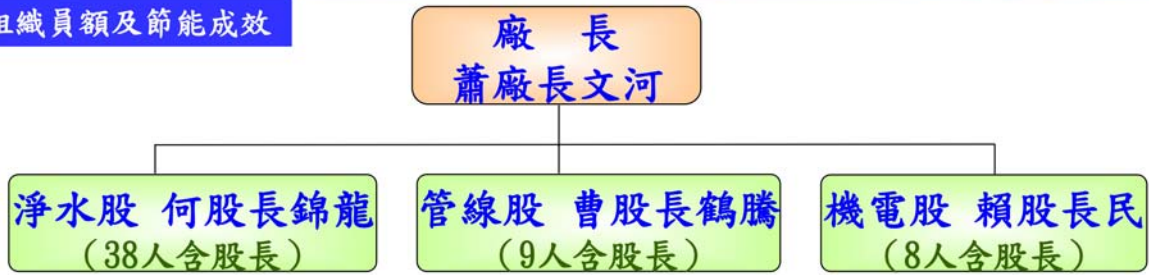 組織員額及節能成效
廠 長
蕭廠長文河
淨水股 何股長錦龍
(38人含股長)
管線股 曹股長鶴騰
(9人含股長)
機電股 賴股長民
(8人含股長)